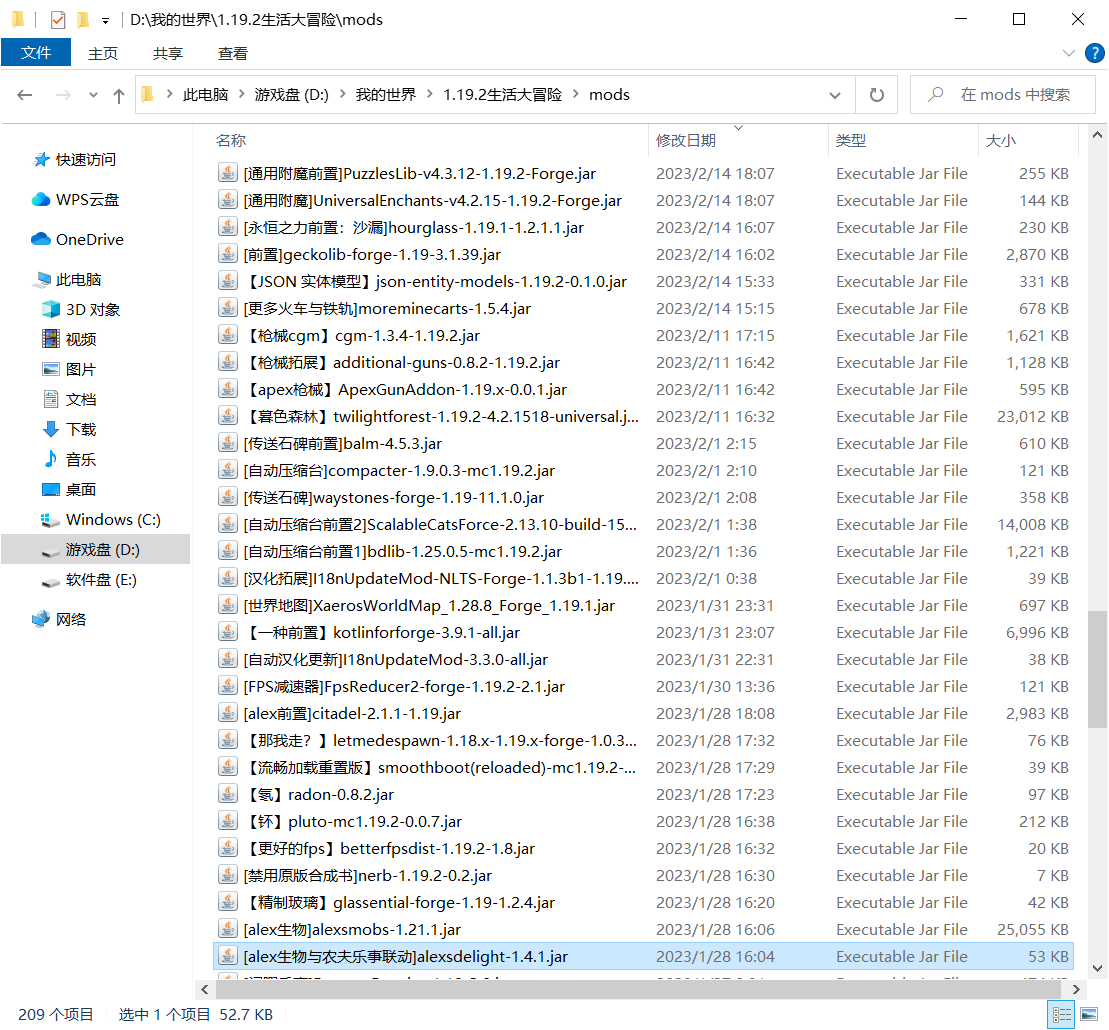 D:\我的世界\1.19.2生活大冒险\mods
文件 主页 共享 查看
此电脑 游戏盘 (D:) 我的世界 1.19.2生活大冒险 mods 在 mods 中搜索
名称 修改日期 类型 大小
快速访问
WPS云盘
OneDrive
此电脑
3D 对象
视频
图片
文档
下载
音乐
桌面
Windows (C:)
游戏盘 (D:)
软件盘 (E:)
网络
[通用附魔前置]PuzzlesLib-v4.3.12-1.19.2-Forge.jar 2023/2/14 18:07 Executable Jar File 255 KB
[通用附魔]UniversalEnchants-v4.2.15-1.19.2-Forge.jar 2023/2/14 18:07 Executable Jar File 144 KB
[永恒之力前置：沙漏]hourglass-1.19.1-1.2.1.1.jar 2023/2/14 16:07 Executable Jar File 230 KB
[前置]geckolib-forge-1.19-3.1.39.jar 2023/2/14 16:02 Executable Jar File 2,870 KB
【JSON 实体模型】json-entity-models-1.19.2-0.1.0.jar 2023/2/14 15:33 Executable Jar File 331 KB
[更多火车与铁轨]moreminecarts-1.5.4.jar 2023/2/14 15:15 Executable Jar File 678 KB
【枪械cgm】cgm-1.3.4-1.19.2.jar 2023/2/11 17:15 Executable Jar File 1,621 KB
【枪械拓展】additional-guns-0.8.2-1.19.2.jar 2023/2/11 16:42 Executable Jar File 1,128 KB
【apex枪械】ApexGunAddon-1.19.x-0.0.1.jar 2023/2/11 16:42 Executable Jar File 595 KB
【暮色森林】twilightforest-1.19.2-4.2.1518-universal.j... 2023/2/11 16:32 Executable Jar File 23,012 KB
[传送石碑前置]balm-4.5.3.jar 2023/2/1 2:15 Executable Jar File 610 KB
[自动压缩台]compacter-1.9.0.3-mc1.19.2.jar 2023/2/1 2:10 Executable Jar File 121 KB
[传送石碑]waystones-forge-1.19-11.1.0.jar 2023/2/1 2:08 Executable Jar File 358 KB
[自动压缩台前置2]ScalableCatsForce-2.13.10-build-15... 2023/2/1 1:38 Executable Jar File 14,008 KB
[自动压缩台前置1]bdlib-1.25.0.5-mc1.19.2.jar 2023/2/1 1:36 Executable Jar File 1,221 KB
[汉化拓展]I18nUpdateMod-NLTS-Forge-1.1.3b1-1.19.... 2023/2/1 0:38 Executable Jar File 39 KB
[世界地图]XaerosWorldMap_1.28.8_Forge_1.19.1.jar 2023/1/31 23:31 Executable Jar File 697 KB
【一种前置】kotlinforforge-3.9.1-all.jar 2023/1/31 23:07 Executable Jar File 6,996 KB
[自动汉化更新]I18nUpdateMod-3.3.0-all.jar 2023/1/31 22:31 Executable Jar File 38 KB
[FPS减速器]FpsReducer2-forge-1.19.2-2.1.jar 2023/1/30 13:36 Executable Jar File 121 KB
[alex前置]citadel-2.1.1-1.19.jar 2023/1/28 18:08 Executable Jar File 2,983 KB
【那我走？】letmedespawn-1.18.x-1.19.x-forge-1.0.3... 2023/1/28 17:32 Executable Jar File 76 KB
【流畅加载重置版】smoothboot(reloaded)-mc1.19.2-... 2023/1/28 17:29 Executable Jar File 39 KB
【氡】radon-0.8.2.jar 2023/1/28 17:23 Executable Jar File 97 KB
【钚】pluto-mc1.19.2-0.0.7.jar 2023/1/28 16:38 Executable Jar File 212 KB
【更好的fps】betterfpsdist-1.19.2-1.8.jar 2023/1/28 16:32 Executable Jar File 20 KB
[禁用原版合成书]nerb-1.19.2-0.2.jar 2023/1/28 16:30 Executable Jar File 7 KB
【精制玻璃】glassential-forge-1.19-1.2.4.jar 2023/1/28 16:20 Executable Jar File 42 KB
[alex生物]alexsmobs-1.21.1.jar 2023/1/28 16:06 Executable Jar File 25,055 KB
[alex生物与农夫乐事联动]alexsdelight-1.4.1.jar 2023/1/28 16:04 Executable Jar File 53 KB
209 个项目 选中 1 个项目 52.7 KB